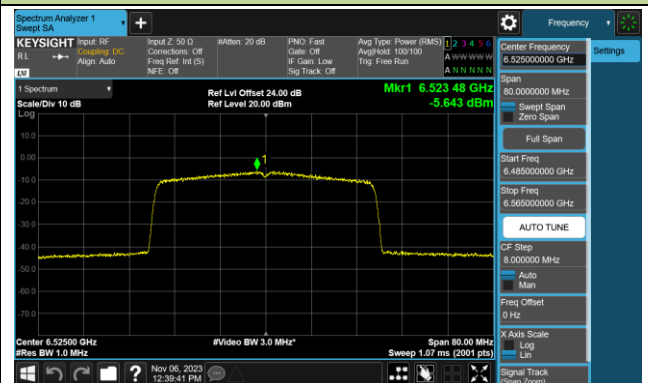 Spectrum Analyzer 1
Swept SA
+
Frequency
KEYSIGHT Input: RF Input Z: 50 Ω #Atten: 20 dB PNO: Fast Avg Type: Power (RMS) 1 2 3 4 5 6
RL Coupling: DC Corrections: Off Gate: Off Avg|Hold: 100/100 A W W W W W
Align: Auto Freq Ref: Int (S) IF Gain: Low Trig: Free Run
LXI NFE: Off Sig Track: Off A N N N N N
1 Spectrum
Scale/Div 10 dB
Log
Ref Lvl Offset 24.00 dB
Ref Level 20.00 dBm
Mkr1 6.523 48 GHz
-5.643 dBm
10.0
0.00
1
-10.0
-20.0
-30.0
-40.0
-50.0
-60.0
-70.0
Center 6.52500 GHz #Video BW 3.0 MHz* Span 80.00 MHz
#Res BW 1.0 MHz Sweep 1.07 ms (2001 pts)
?
Nov 06, 2023
12:39:41 PM
Center Frequency
6.525000000 GHz
Settings
Span
80.0000000 MHz
Swept Span
Zero Span
Full Span
Start Freq
6.485000000 GHz
Stop Freq
6.565000000 GHz
AUTO TUNE
CF Step
8.000000 MHz
Auto
Man
Freq Offset
0 Hz
X Axis Scale
Log
Lin
Signal Track
(Span Zoom)